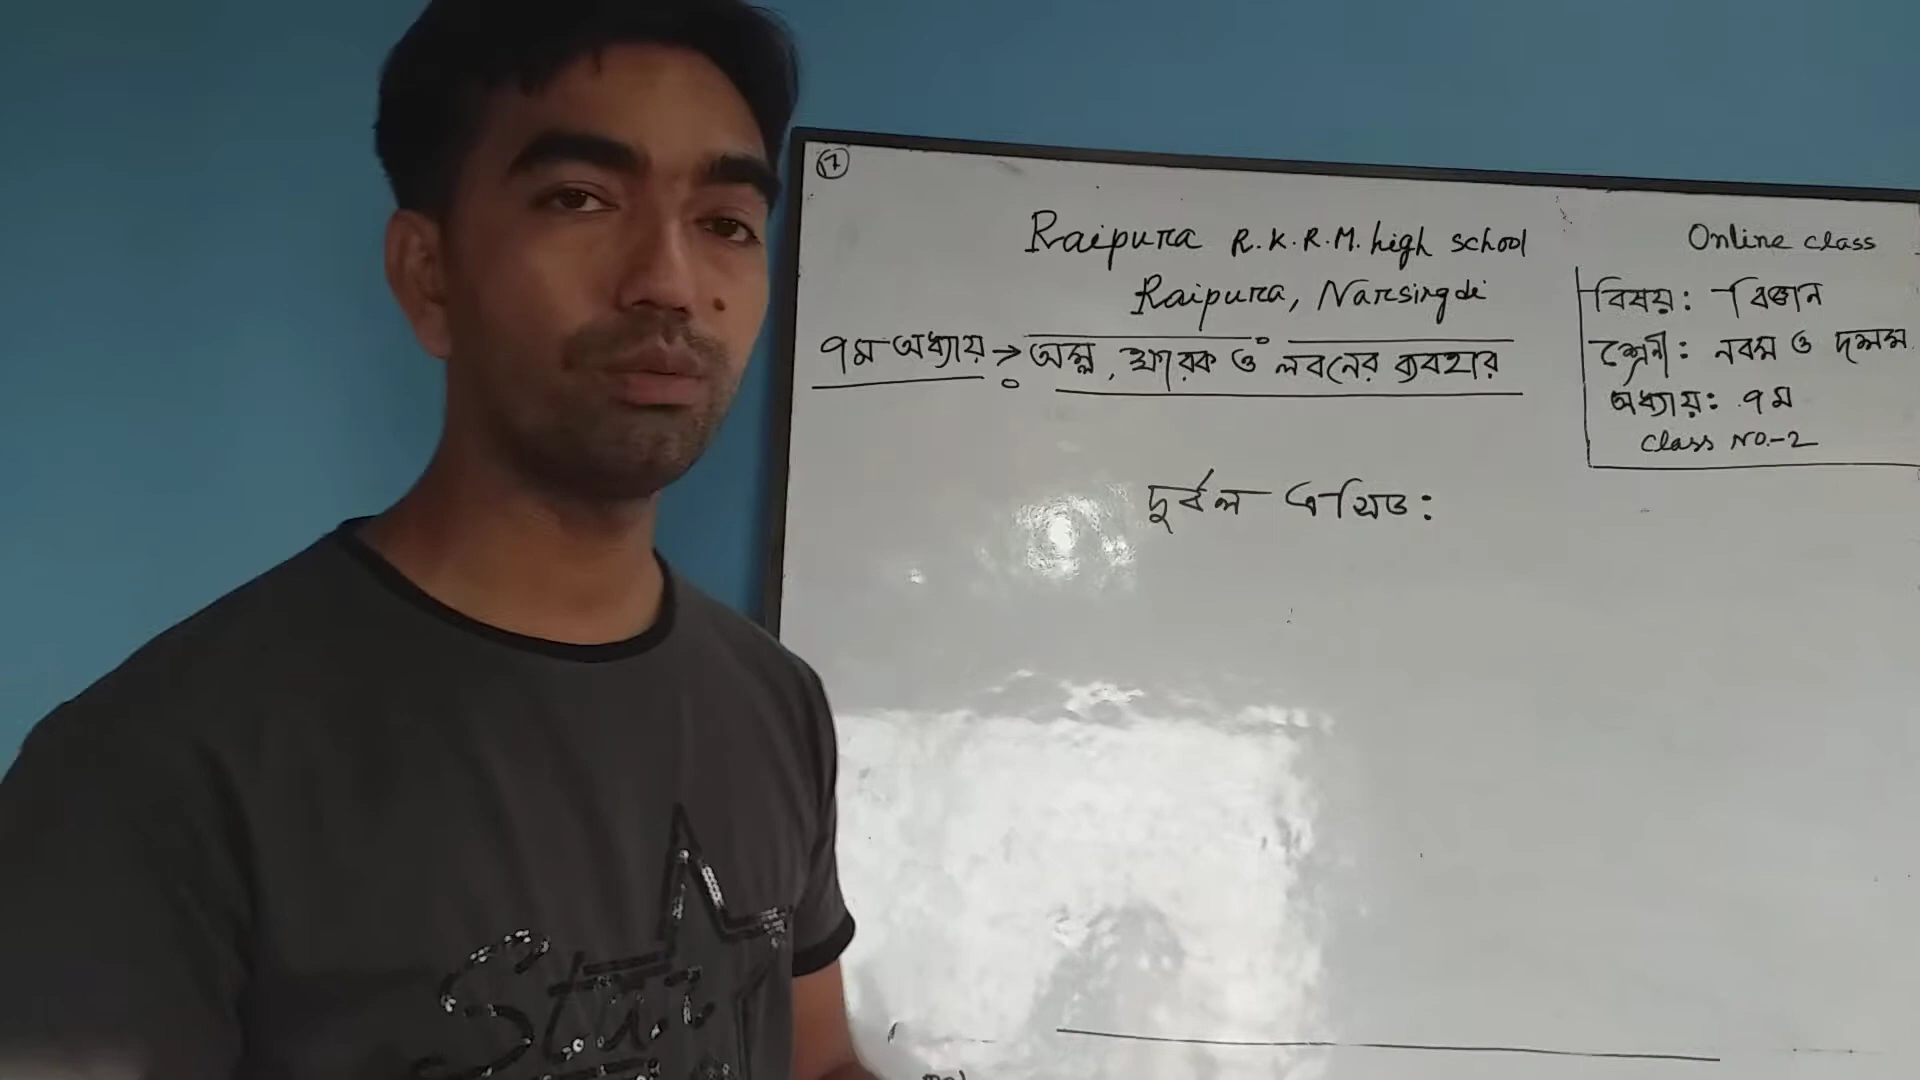 Raipura R.K.R.M. high school
Raipura, Narsingdi
Online class
বিষয়: বিজ্ঞান
শ্রেনী: নবম ও দশম
অধ্যায়: ৭ম
Class NO.-2
৭ম অধ্যায় → অম্ল, ক্ষারক ও লবনের ব্যবহার
দুর্বল এসিড:
Star